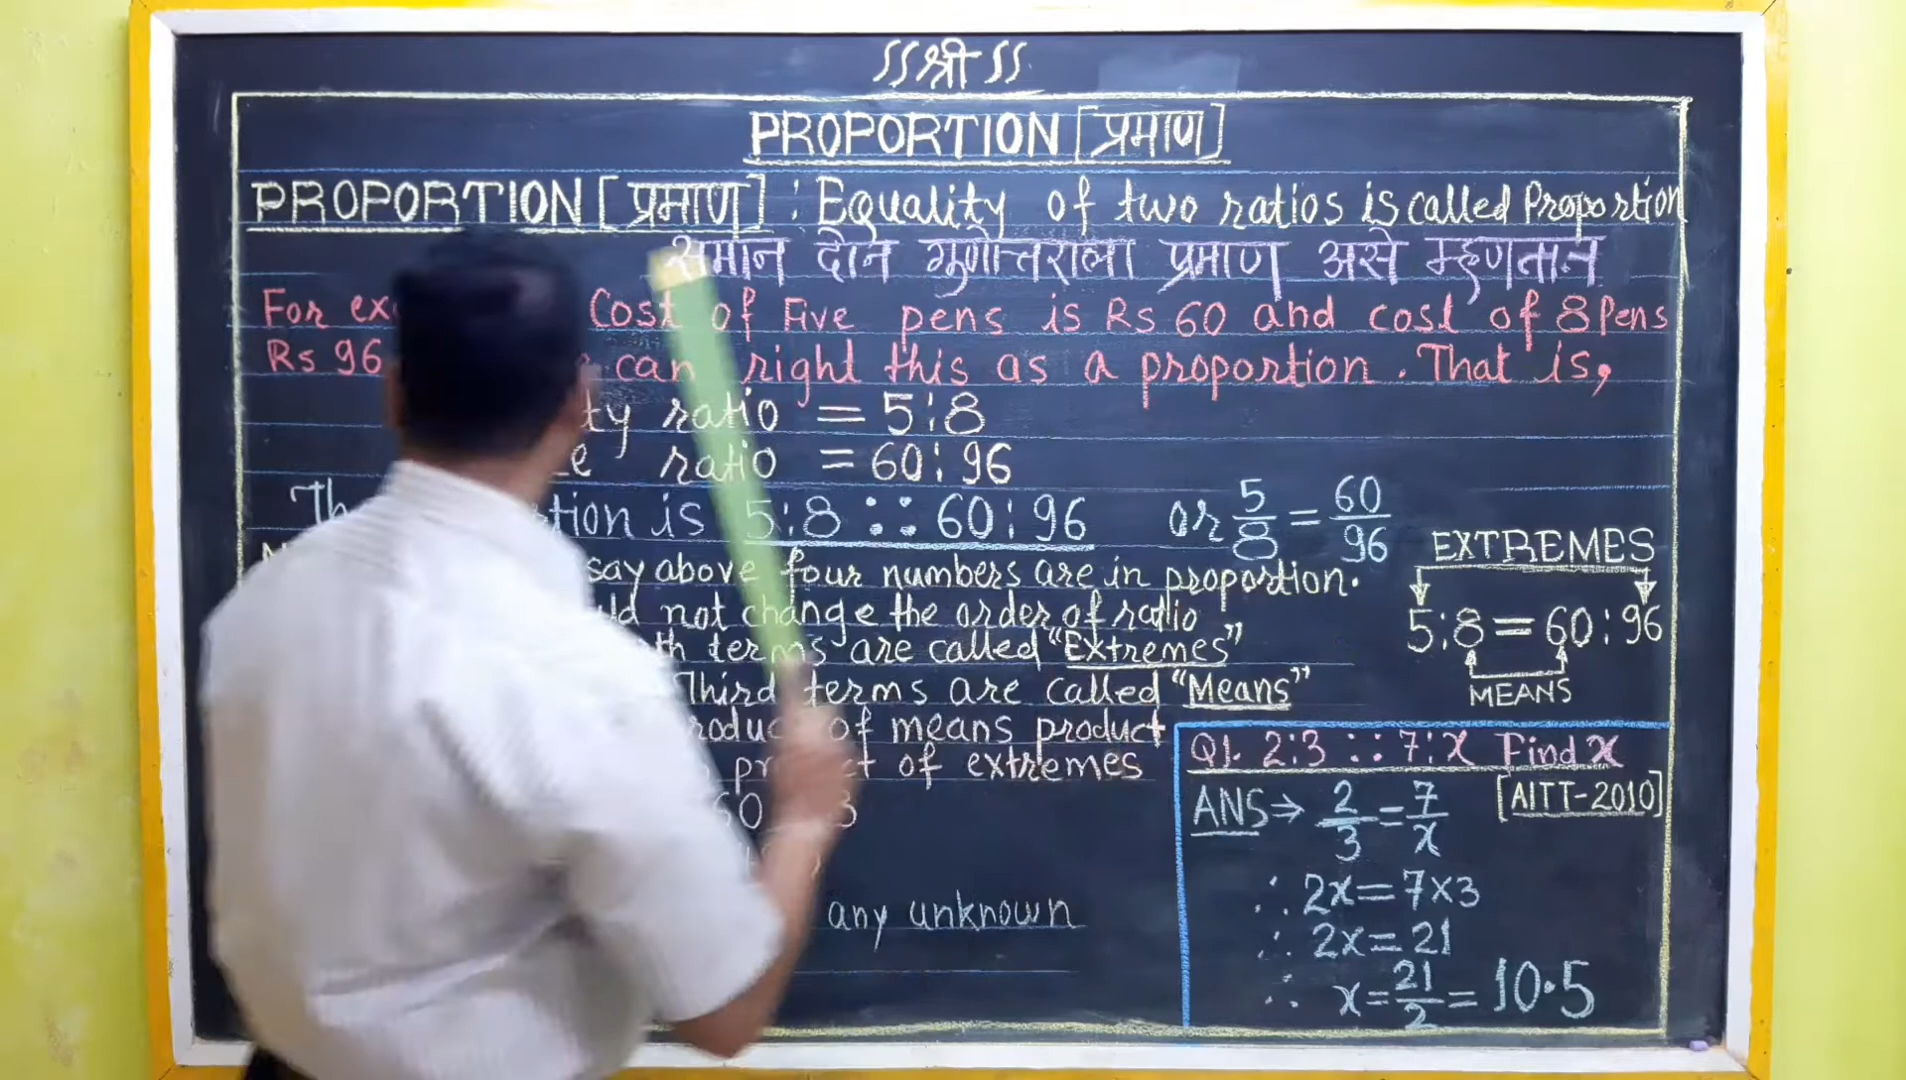 ऽऽ श्री ऽऽ
PROPORTION [प्रमाण]
PROPORTION [प्रमाण] : Equality of two ratios is called Proportion
समान दोन गुणोत्तराला प्रमाण असे म्हणतात
For Cost of Five pens is Rs 60 and cost of 8 Pens
Rs 96 can right this as a proportion. That is,
ratio = 5:8
ratio = 60:96
is 5:8 :: 60:96 or 5/8 = 60/96
say above four numbers are in proportion.
not change the order of ratio
terms are called "Extremes"
Third terms are called "Means"
of means product
of extremes
any unknown
EXTREMES
5:8 = 60:96
MEANS
Q1. 2:3 :: 7:x Find x
[AITT-2010]
ANS → 2/3 = 7/x
∴ 2x = 7×3
∴ 2x = 21
∴ x = 21/2 = 10.5